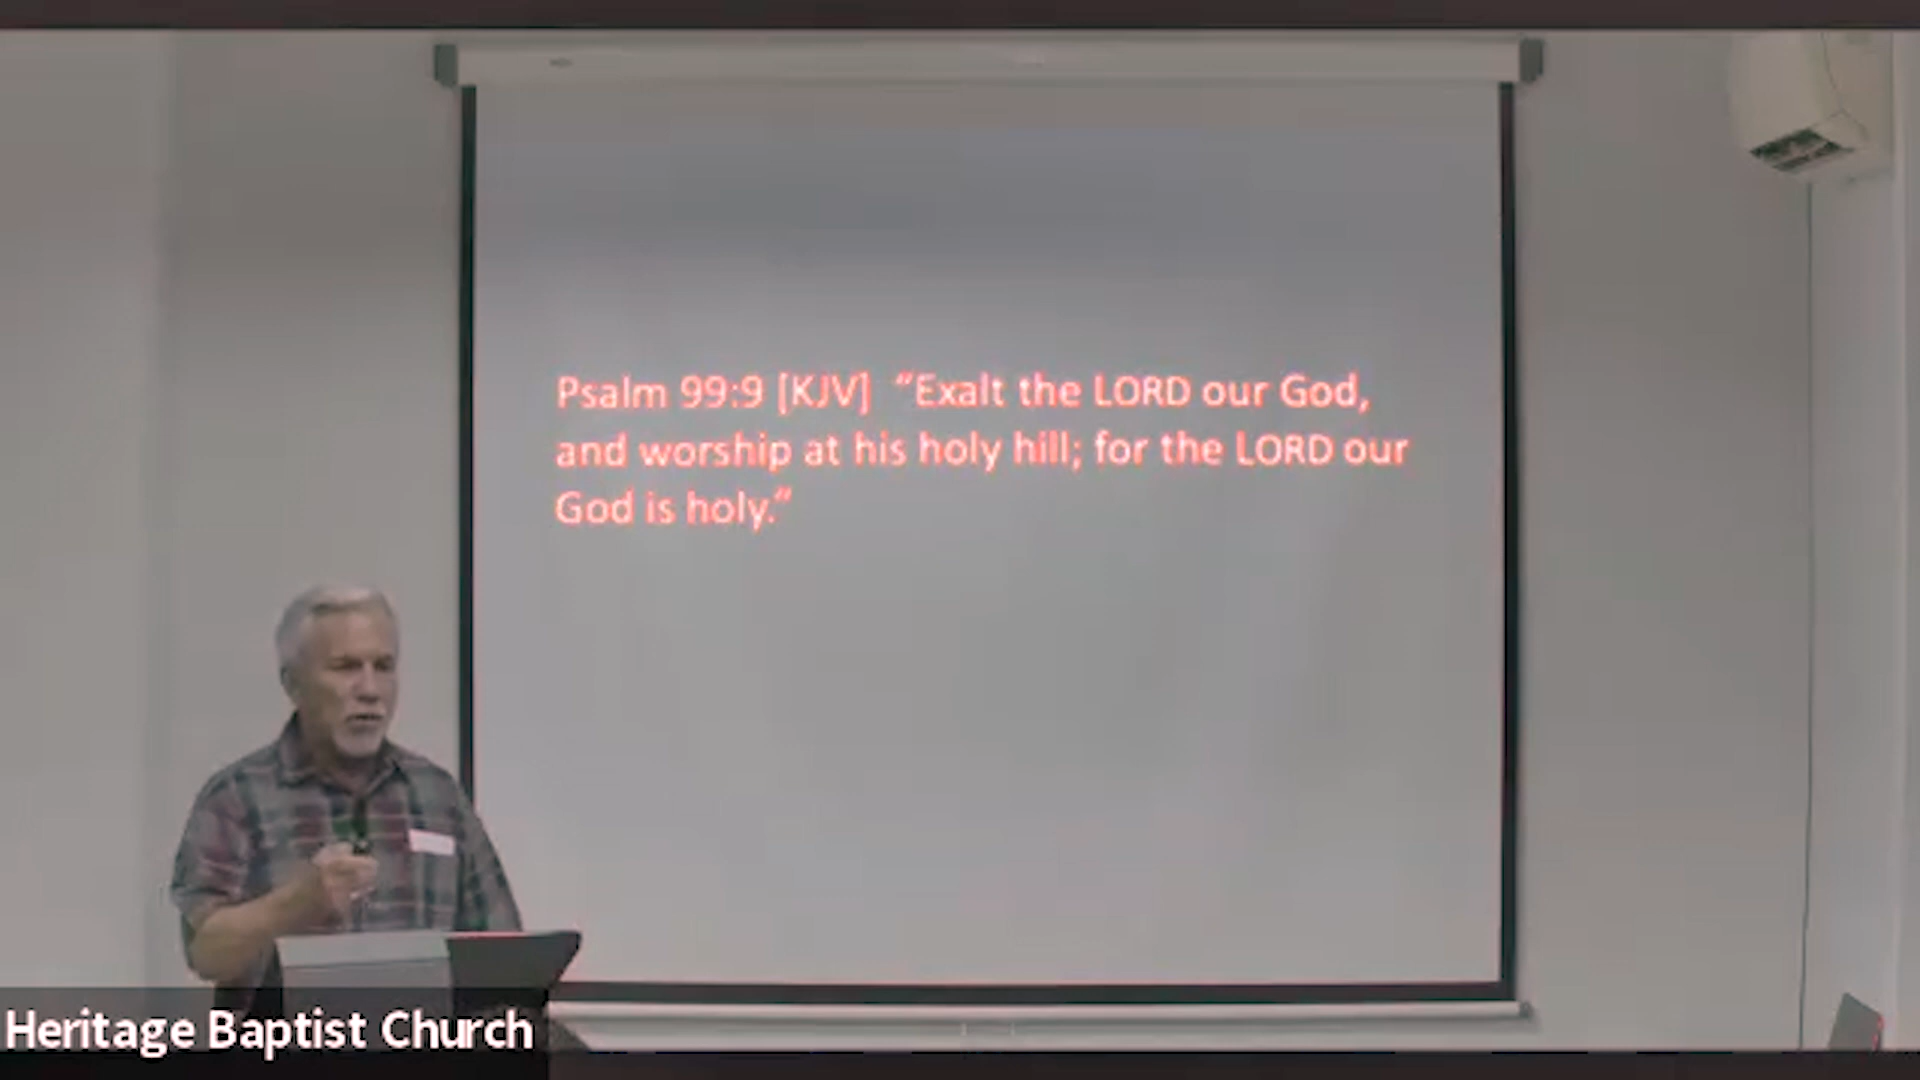 Psalm 99:9 [KJV] “Exalt the LORD our God,
and worship at his holy hill; for the LORD our
God is holy.“
Heritage Baptist Church